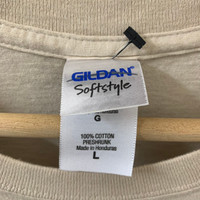 GILDAN
Softstyle
G
100% COTTON
PRESHRUNK
Made in Honduras
L